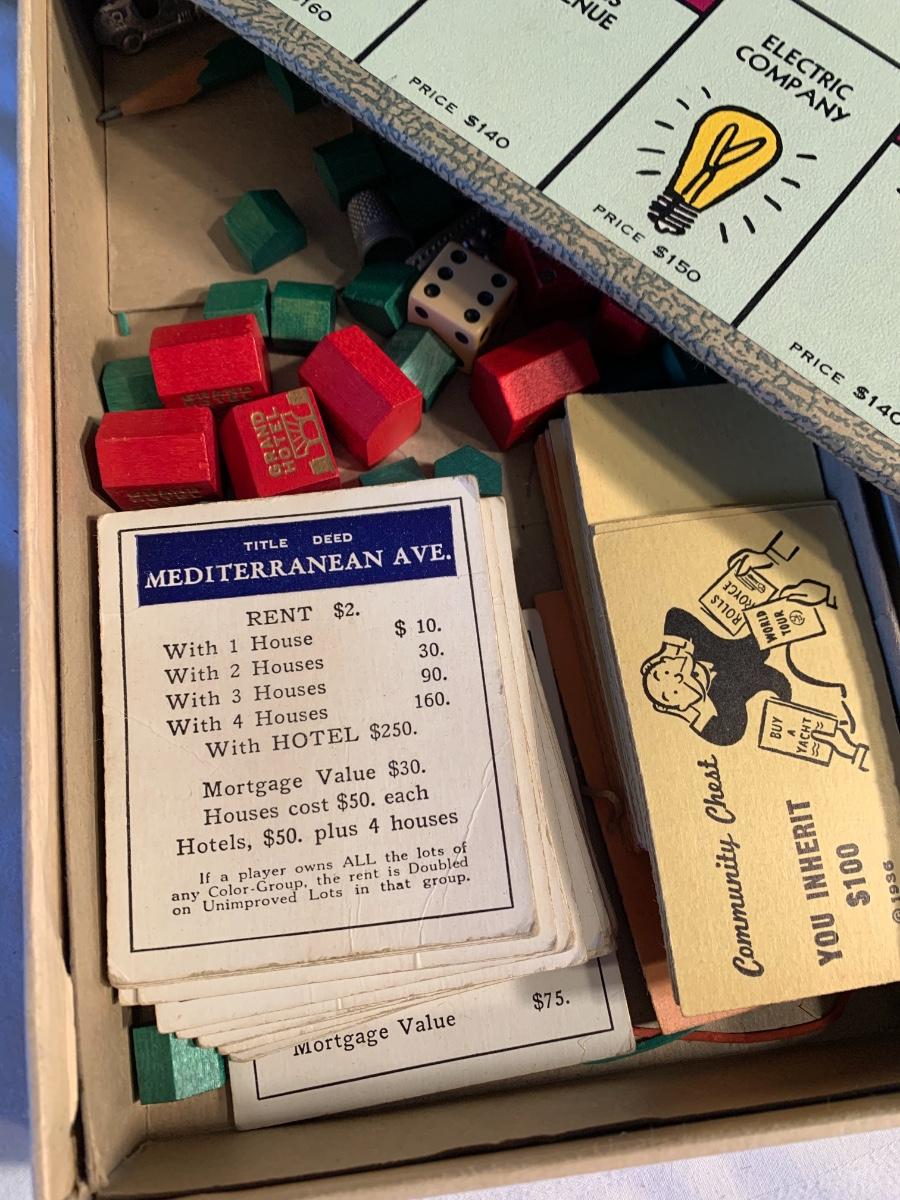 $160
S
ENUE
PRICE $140
ELECTRIC
COMPANY
PRICE $150
PRICE $140
GRAND
HOTEL
TITLE DEED
MEDITERRANEAN AVE.
RENT $2.
With 1 House $ 10.
With 2 Houses 30.
With 3 Houses 90.
With 4 Houses 160.
With HOTEL $250.
Mortgage Value $30.
Houses cost $50. each
Hotels, $50. plus 4 houses
If a player owns ALL the lots of
any Color-Group, the rent is Doubled
on Unimproved Lots in that group.
Mortgage Value $75.
ROLLS
ROYCE
WORLD
TOUR
BUY
A
YACHT
Community Chest
YOU INHERIT
$100
©1936